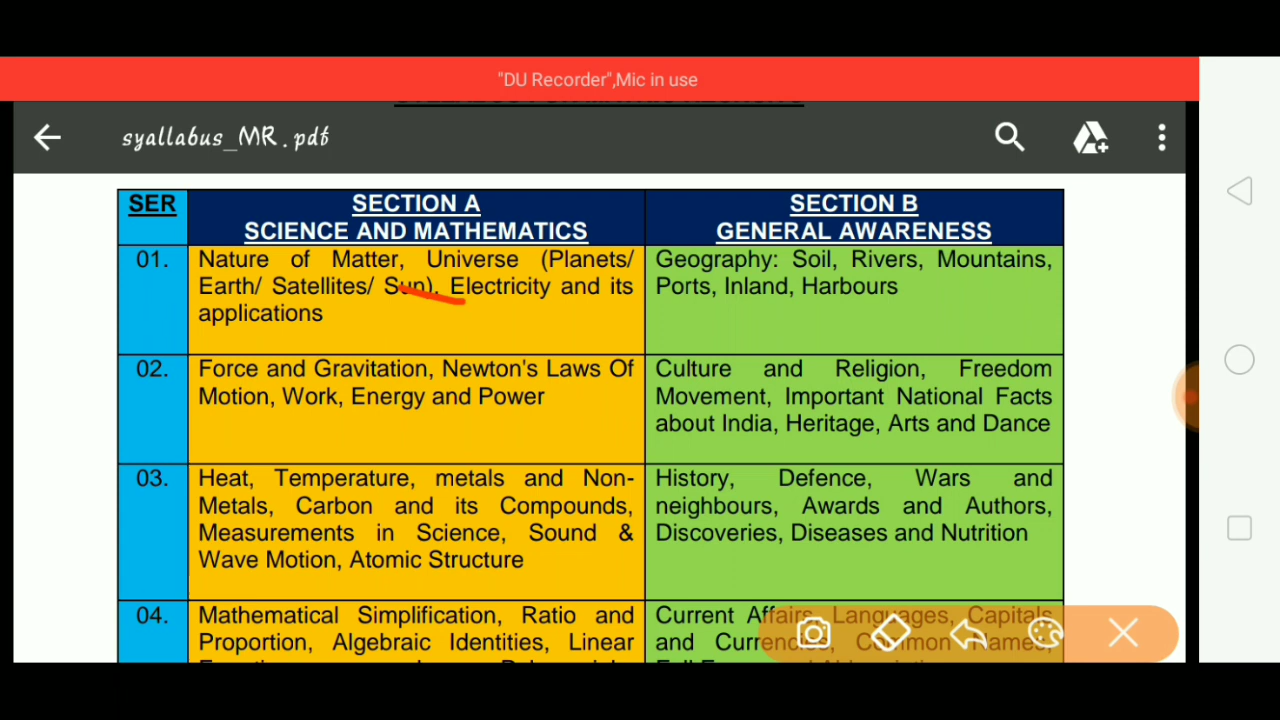 "DU Recorder",Mic in use
syallabus_MR.pdf
SER
SECTION A
SCIENCE AND MATHEMATICS
SECTION B
GENERAL AWARENESS
01.
Nature of Matter, Universe (Planets/
Earth/ Satellites/ Sun), Electricity and its
applications
Geography: Soil, Rivers, Mountains,
Ports, Inland, Harbours
02.
Force and Gravitation, Newton's Laws Of
Motion, Work, Energy and Power
Culture and Religion, Freedom
Movement, Important National Facts
about India, Heritage, Arts and Dance
03.
Heat, Temperature, metals and Non-
Metals, Carbon and its Compounds,
Measurements in Science, Sound &
Wave Motion, Atomic Structure
History, Defence, Wars and
neighbours, Awards and Authors,
Discoveries, Diseases and Nutrition
04.
Mathematical Simplification, Ratio and
Proportion, Algebraic Identities, Linear
Current Affairs, Languages, Capitals
and Currencies, Common Names,